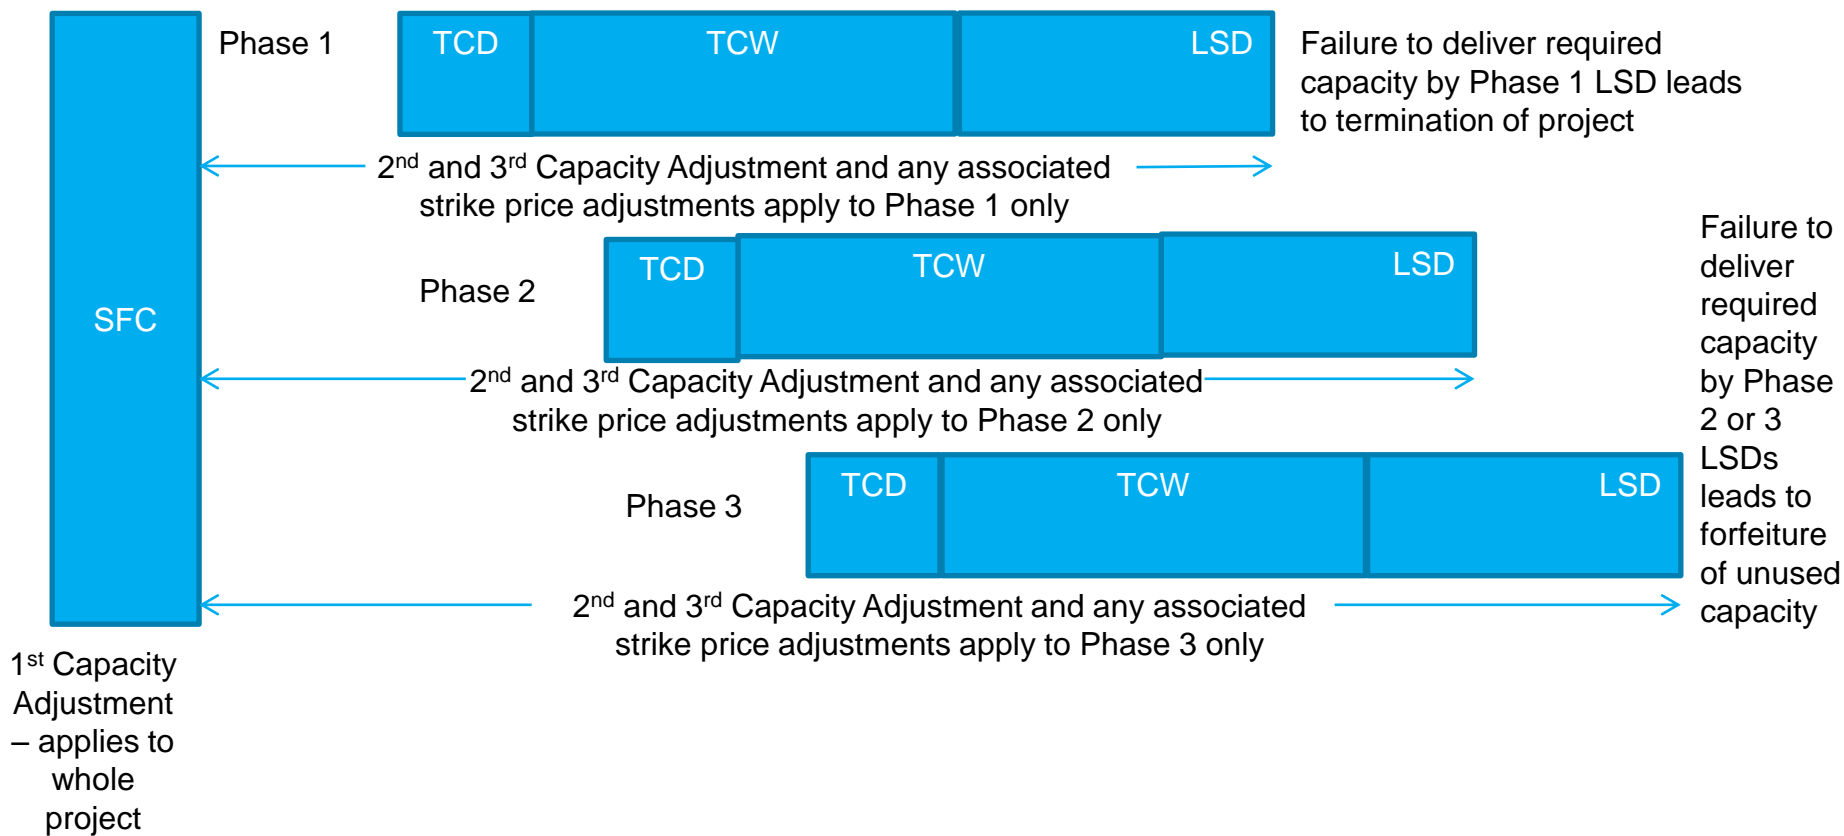 Phase 1
TCD
TCW
LSD
Failure to deliver required
capacity by Phase 1 LSD leads
to termination of project
2nd and 3rd Capacity Adjustment and any associated
strike price adjustments apply to Phase 1 only
SFC
Phase 2
TCD
TCW
LSD
2nd and 3rd Capacity Adjustment and any associated
strike price adjustments apply to Phase 2 only
Failure to
deliver
required
capacity
by Phase
2 or 3
LSDs
leads to
forfeiture
of unused
capacity
Phase 3
TCD
TCW
LSD
2nd and 3rd Capacity Adjustment and any associated
strike price adjustments apply to Phase 3 only
1st Capacity
Adjustment
– applies to
whole
project